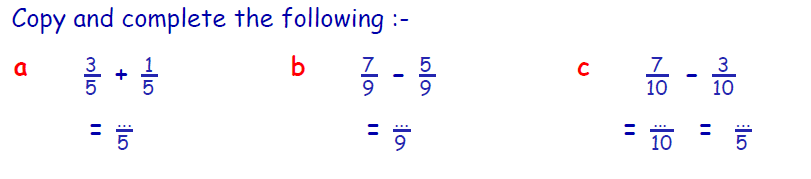 Copy and complete the following :-
a 3/5 + 1/5 b 7/9 - 5/9 c 7/10 - 3/10
= .../5 = .../9 = .../10 = .../5